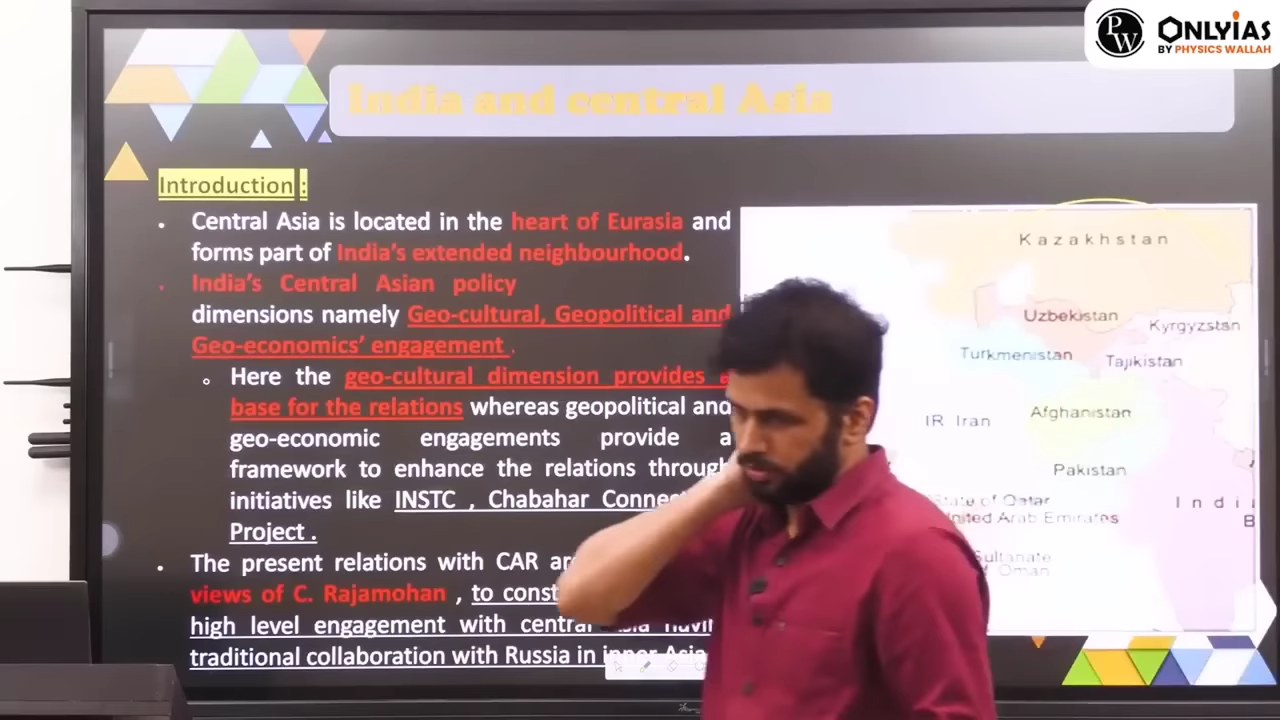 PW
ONLYIAS
BY PHYSICS WALLAH
India and central Asia
Introduction :
Central Asia is located in the heart of Eurasia and
forms part of India's extended neighbourhood.
India's Central Asian policy
dimensions namely Geo-cultural, Geopolitical and
Geo-economics' engagement .
Here the geo-cultural dimension provides a
base for the relations whereas geopolitical and
geo-economic engagements provide a
framework to enhance the relations through
initiatives like INSTC , Chabahar
Project .
The present relations with CAR
views of C. Rajamohan , to
high level engagement with central Asia
traditional collaboration with Russia in inner Asia
Kazakhstan
Uzbekistan
Kyrgyzstan
Turkmenistan
Tajikistan
IR Iran
Afghanistan
Pakistan
State of Qatar
United Arab Emirates
Sultanate
of Oman